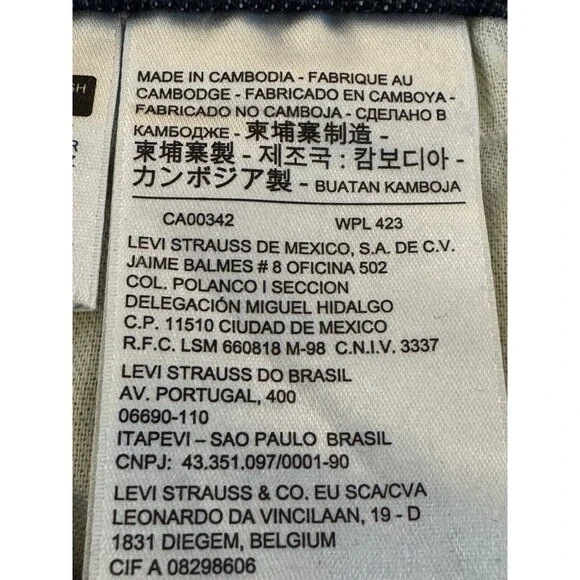 MADE IN CAMBODIA - FABRIQUE AU
CAMBODGE - FABRICADO EN CAMBOYA -
FABRICADO NO CAMBOJA - СДЕЛАНО В
КАМБОДЖЕ - 柬埔寨制造 -
柬埔寨製 - 제조국 : 캄보디아 -
カンボジア製 - BUATAN KAMBOJA
CA00342 WPL 423
LEVI STRAUSS DE MEXICO, S.A. DE C.V.
JAIME BALMES # 8 OFICINA 502
COL. POLANCO I SECCION
DELEGACIÓN MIGUEL HIDALGO
C.P. 11510 CIUDAD DE MÉXICO
R.F.C. LSM 660818 M-98 C.N.I.V. 3337
LEVI STRAUSS DO BRASIL
AV. PORTUGAL, 400
06690-110
ITAPEVI – SAO PAULO BRASIL
CNPJ: 43.351.097/0001-90
LEVI STRAUSS & CO. EU SCA/CVA
LEONARDO DA VINCILAAN, 19 - D
1831 DIEGEM, BELGIUM
CIF A 08298606